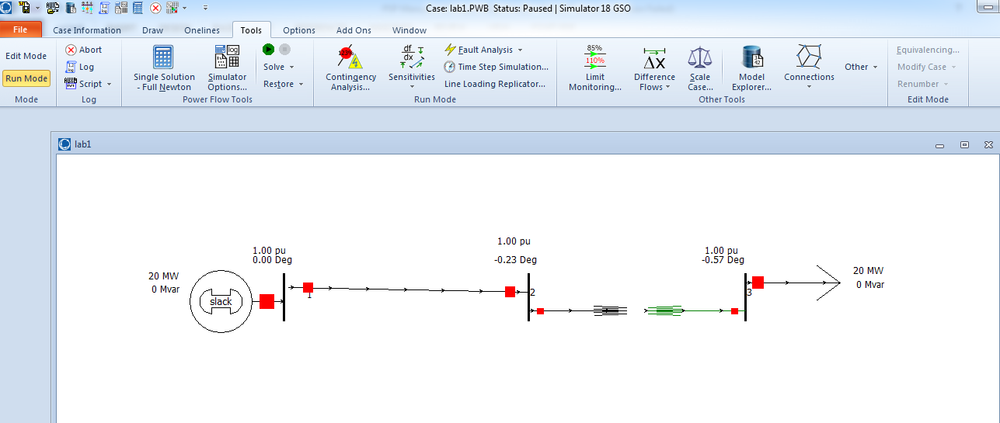 Case: lab1.PWB Status: Paused | Simulator 18 GSO
File Case Information Draw Onelines Tools Options Add Ons Window
Edit Mode
Run Mode
Mode
Abort
Log
Script
Log
Single Solution
- Full Newton
Simulator
Options...
Solve
Restore
Power Flow Tools
Contingency
Analysis...
Sensitivities
Fault Analysis
Time Step Simulation...
Line Loading Replicator...
Run Mode
85%
110%
Limit
Monitoring...
Difference
Flows
Scale
Case...
Model
Explorer...
Connections
Other
Other Tools
Equivalencing...
Modify Case
Renumber
Edit Mode
lab1
1.00 pu
0.00 Deg
1.00 pu
-0.23 Deg
1.00 pu
-0.57 Deg
20 MW
0 Mvar
slack
1
2
3
20 MW
0 Mvar